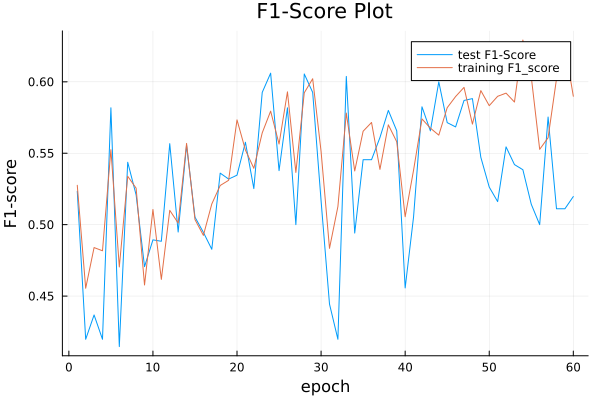 F1-Score Plot
test F1-Score
training F1_score
0.60
0.55
0.50
0.45
F1-score
0 10 20 30 40 50 60
epoch